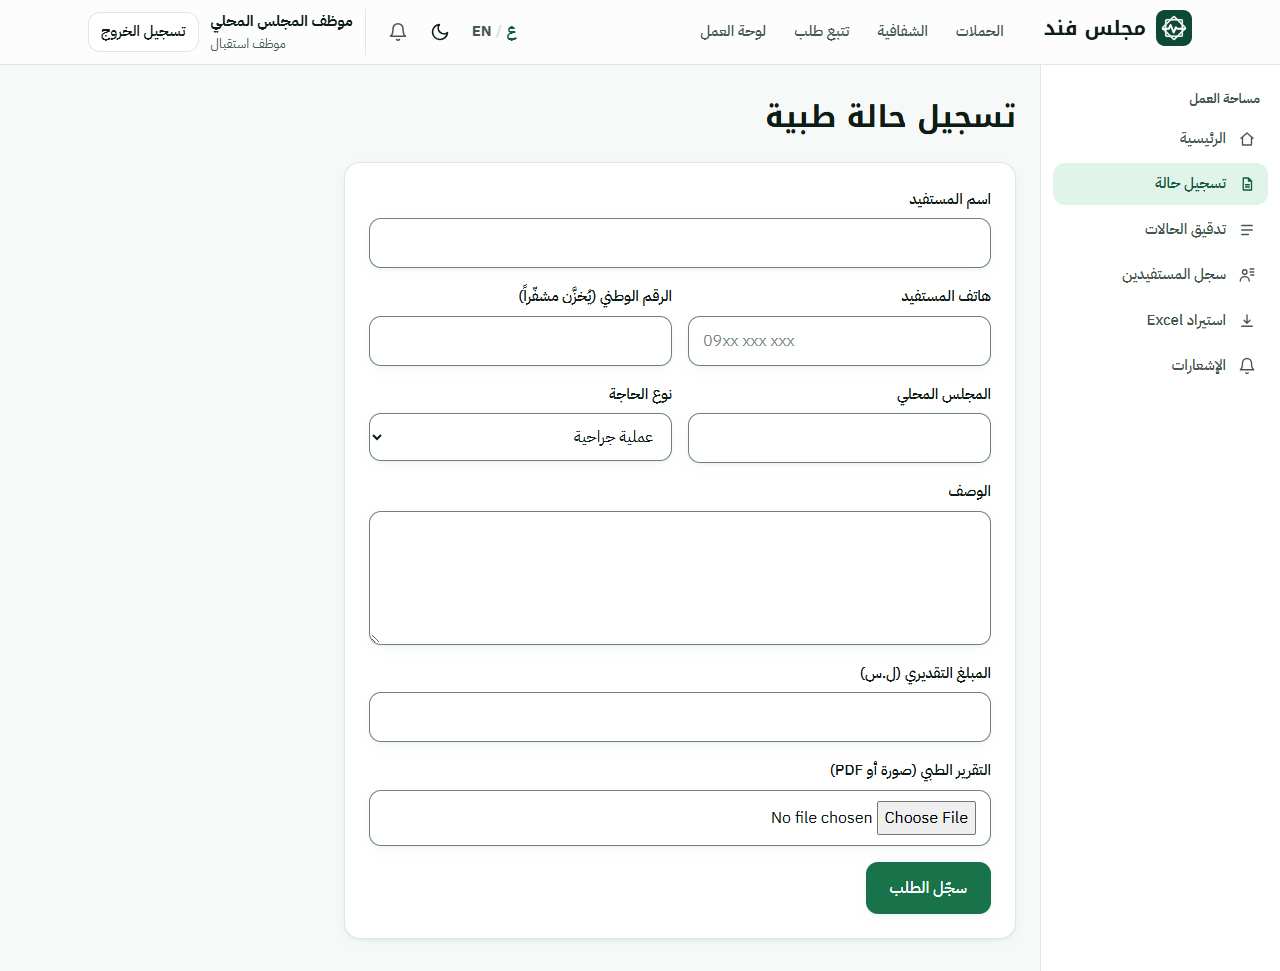 مجلس فند
الحملات
الشفافية
تتبع طلب
لوحة العمل
ع / EN
موظف المجلس المحلي
موظف استقبال
تسجيل الخروج
مساحة العمل
الرئيسية
تسجيل حالة
تدقيق الحالات
سجل المستفيدين
استيراد Excel
الإشعارات
تسجيل حالة طبية
اسم المستفيد
هاتف المستفيد
الرقم الوطني (يُخزَّن مشفّراً)
09xx xxx xxx
المجلس المحلي
نوع الحاجة
عملية جراحية
الوصف
المبلغ التقديري (ل.س)
التقرير الطبي (صورة أو PDF)
Choose File No file chosen
سجّل الطلب